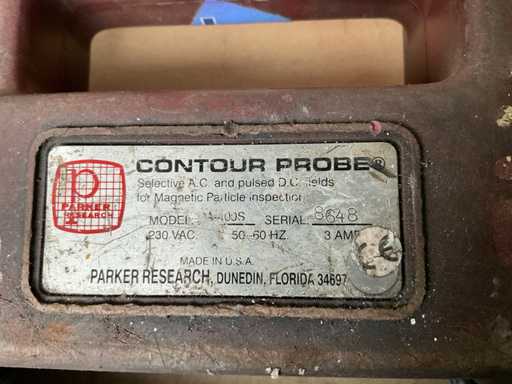 CONTOUR PROBE®
Selective A.C. and pulsed D.C. fields
for Magnetic Particle Inspection
MODEL: SERIAL: 8648
230 VAC. 50-60 HZ. 3 AMP
MADE IN U.S.A.
PARKER RESEARCH, DUNEDIN, FLORIDA 34697
p
PARKER
RESEARCH
CE